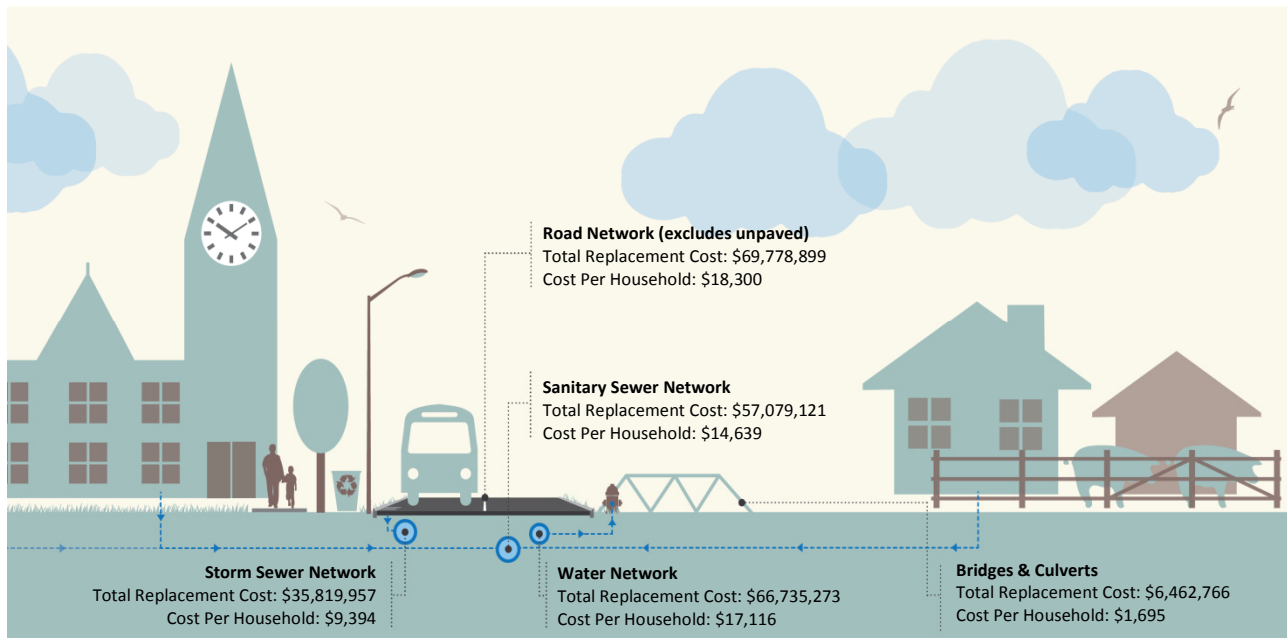 Road Network (excludes unpaved)
Total Replacement Cost: $69,778,899
Cost Per Household: $18,300
Sanitary Sewer Network
Total Replacement Cost: $57,079,121
Cost Per Household: $14,639
Storm Sewer Network
Total Replacement Cost: $35,819,957
Cost Per Household: $9,394
Water Network
Total Replacement Cost: $66,735,273
Cost Per Household: $17,116
Bridges & Culverts
Total Replacement Cost: $6,462,766
Cost Per Household: $1,695